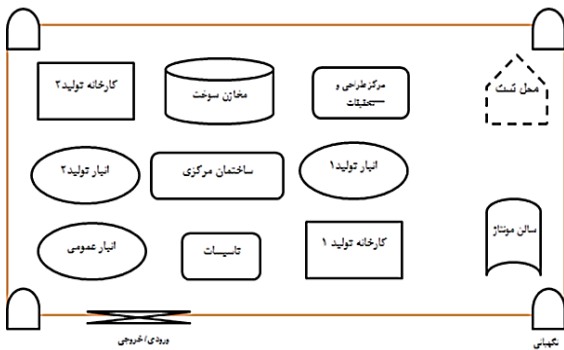 کارخانه تولید۲
مخازن سوخت
مرکز طراحی و
تحقیقات
محل تست
انبار تولید۲
ساختمان مرکزی
انبار تولید۱
انبار عمومی
تاسیسات
کارخانه تولید ۱
سالن مونتاژ
ورودی/خروجی
نگهبانی